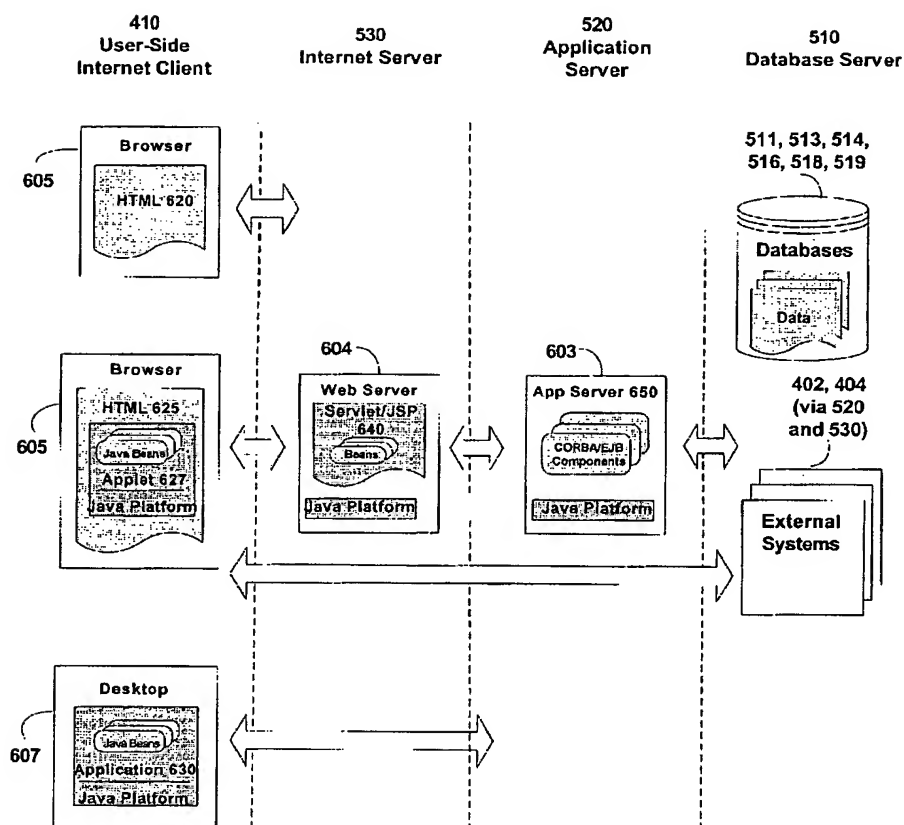 410
User-Side
Internet Client
530
Internet Server
520
Application
Server
510
Database Server
605
Browser
HTML 620
511, 513, 514,
516, 518, 519
Databases
Data
605
Browser
HTML 625
Java Beans
Applet 627
Java Platform
604
Web Server
Servlet/JSP
640
Beans
Java Platform
603
App Server 650
CORBA/EJB
Components
Java Platform
402, 404
(via 520
and 530)
External
Systems
607
Desktop
Java Beans
Application 630
Java Platform